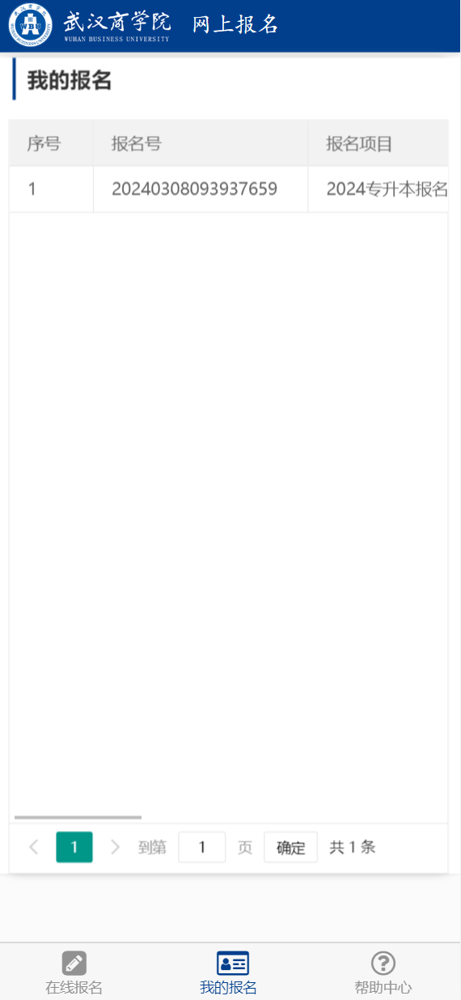 武汉商学院 网上报名
WUHAN BUSINESS UNIVERSITY
我的报名
序号 报名号 报名项目
1 20240308093937659 2024专升本报名
1 到第 1 页 确定 共 1 条
在线报名 我的报名 帮助中心